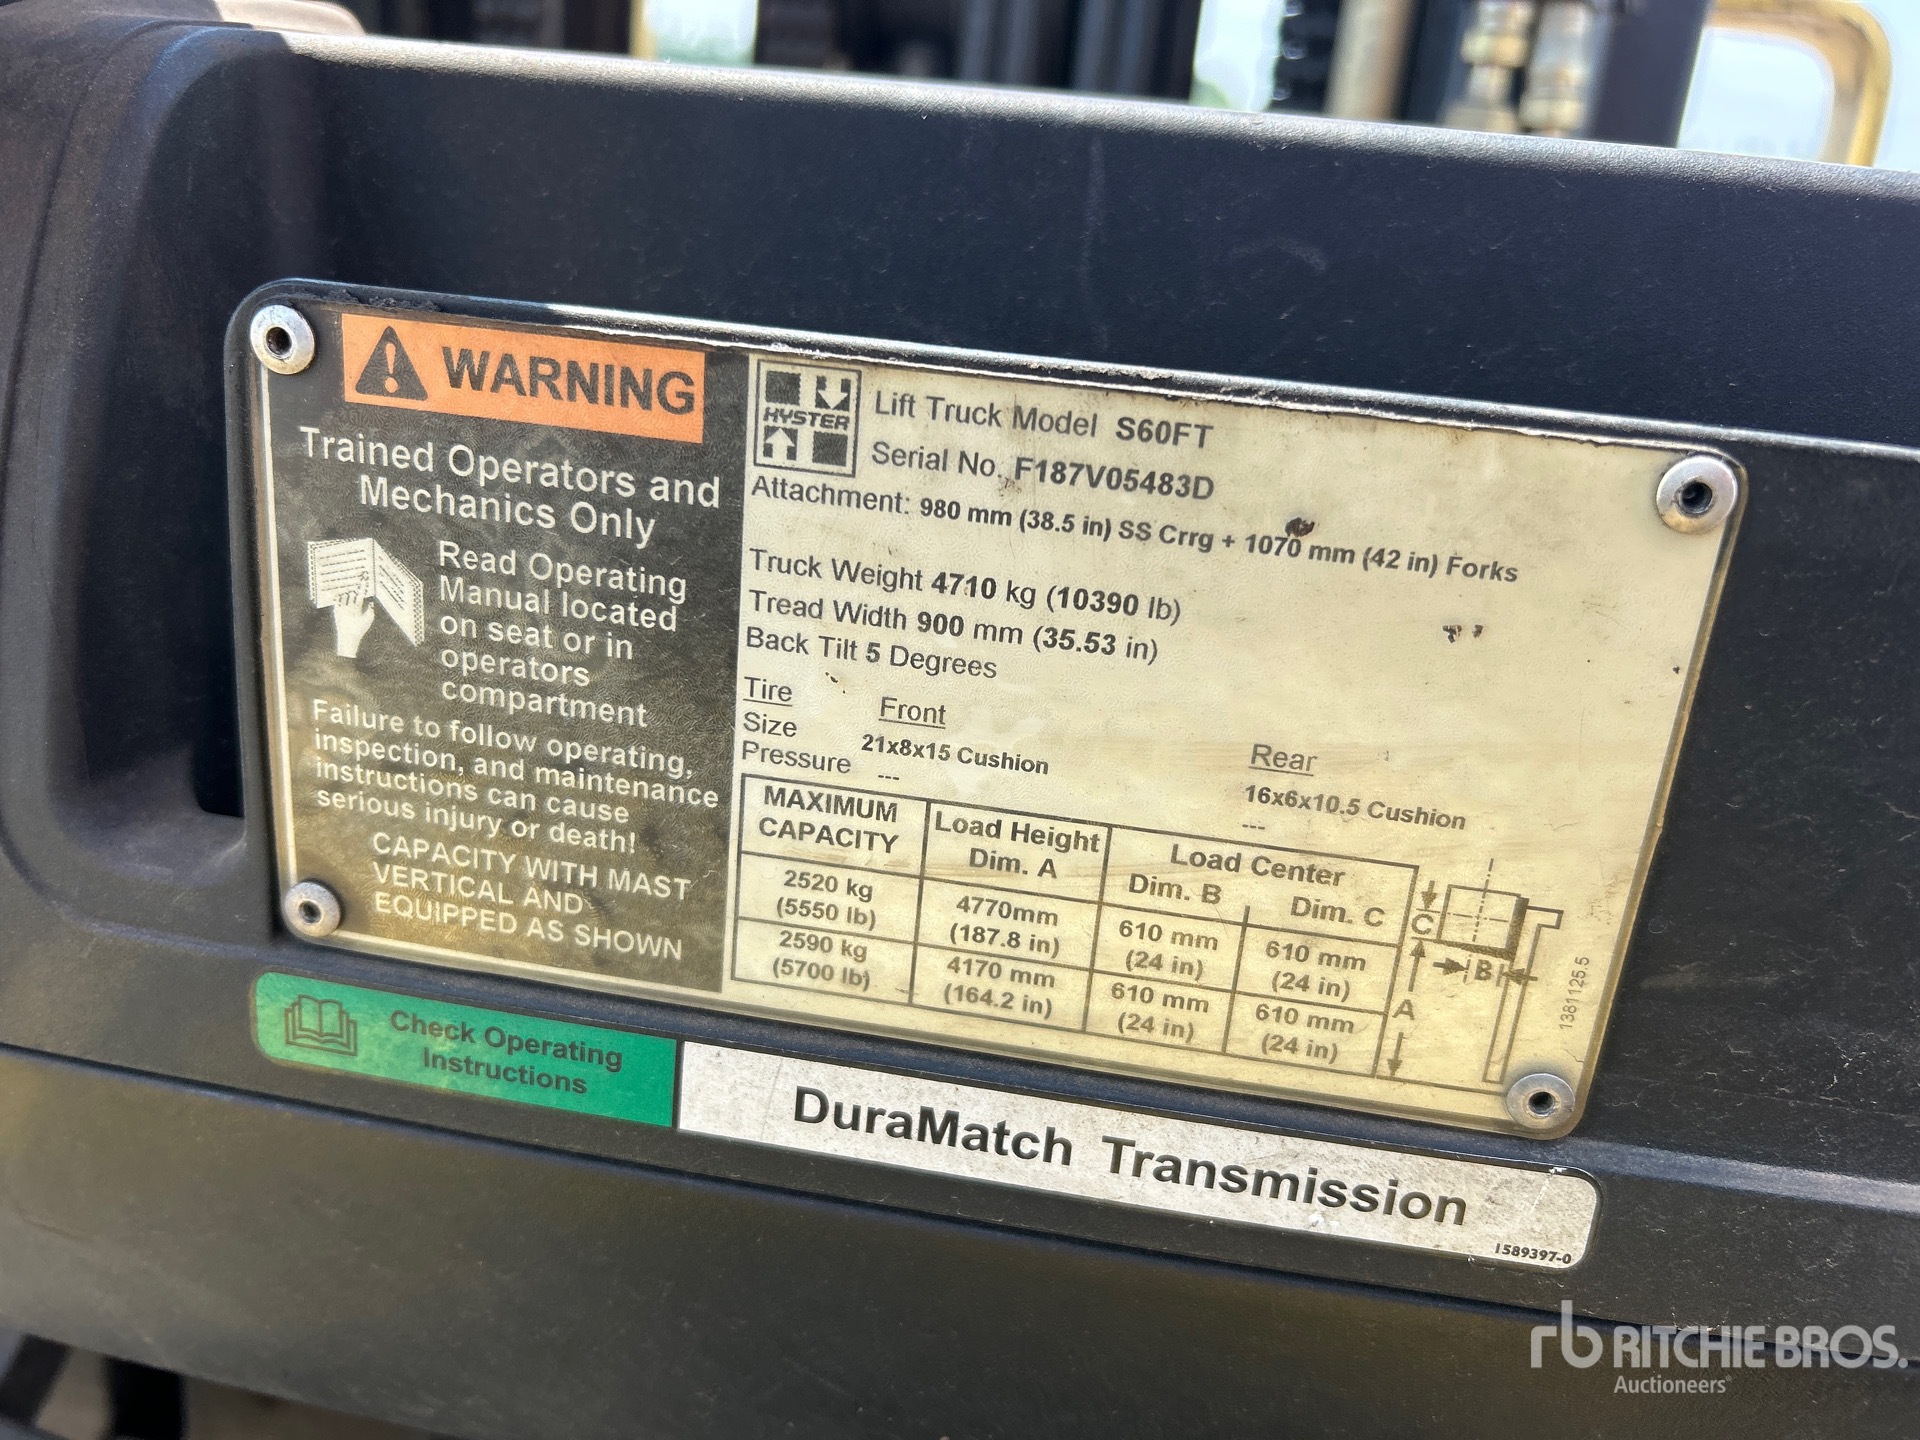 WARNING
Trained Operators and
Mechanics Only
Read Operating
Manual located
on seat or in
operators
compartment
Failure to follow operating,
inspection, and maintenance
instructions can cause
serious injury or death!
CAPACITY WITH MAST
VERTICAL AND
EQUIPPED AS SHOWN
HYSTER
Lift Truck Model S60FT
Serial No. F187V05483D
Attachment: 980 mm (38.5 in) SS Crrg + 1070 mm (42 in) Forks
Truck Weight 4710 kg (10390 lb)
Tread Width 900 mm (35.53 in)
Back Tilt 5 Degrees
Tire Front Rear
Size 21x8x15 Cushion 16x6x10.5 Cushion
Pressure --- ---
MAXIMUM
CAPACITY
Load Height
Dim. A
Load Center
Dim. B Dim. C
2520 kg
(5550 lb)
4770mm
(187.8 in)
610 mm
(24 in)
610 mm
(24 in)
2590 kg
(5700 lb)
4170 mm
(164.2 in)
610 mm
(24 in)
610 mm
(24 in)
C
B
A
1381125.5
Check Operating
Instructions
DuraMatch Transmission
1589397-0
rb RITCHIE BROS.
Auctioneers